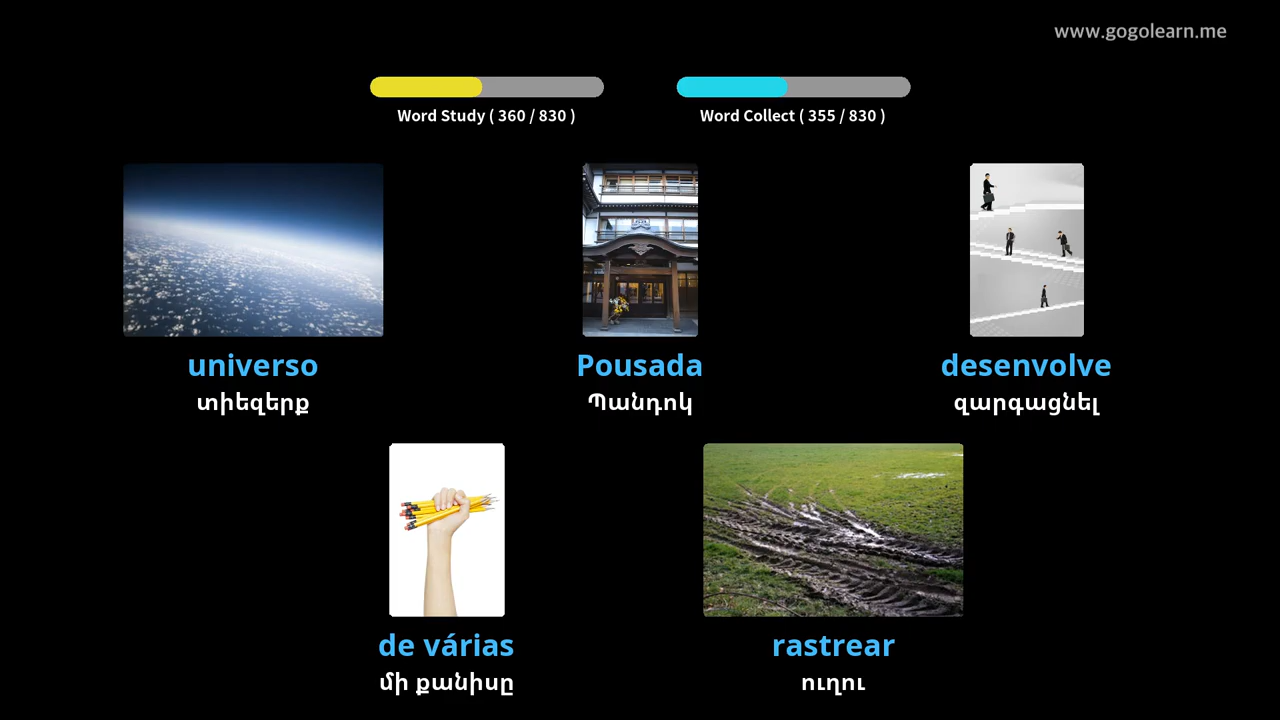 www.gogolearn.me
Word Study ( 360 / 830 )
Word Collect ( 355 / 830 )
universo
տիեզերք
Pousada
Պանդոկ
desenvolve
զարգացնել
de várias
մի քանիսը
rastrear
ուղու